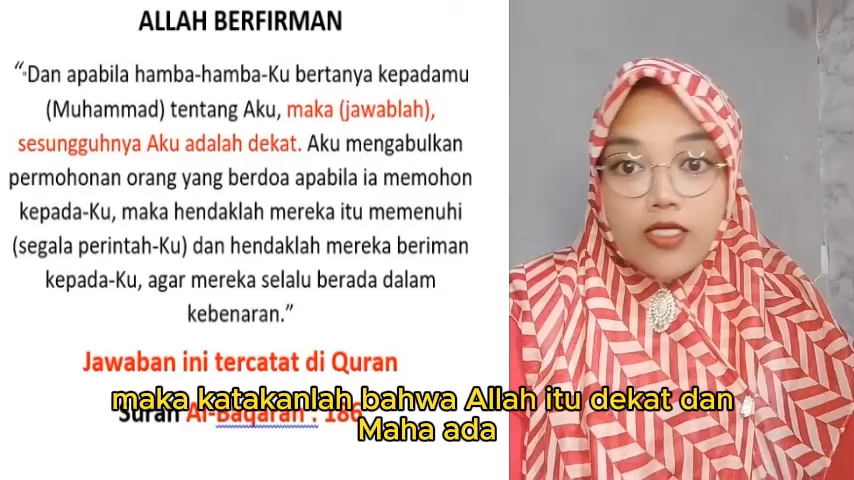 ALLAH BERFIRMAN
“"Dan apabila hamba-hamba-Ku bertanya kepadamu
(Muhammad) tentang Aku, maka (jawablah),
sesungguhnya Aku adalah dekat. Aku mengabulkan
permohonan orang yang berdoa apabila ia memohon
kepada-Ku, maka hendaklah mereka itu memenuhi
(segala perintah-Ku) dan hendaklah mereka beriman
kepada-Ku, agar mereka selalu berada dalam
kebenaran.”
Jawaban ini tercatat di Quran
Surah Al-Baqarah : 186
maka katakanlah bahwa Allah itu dekat dan
Maha ada